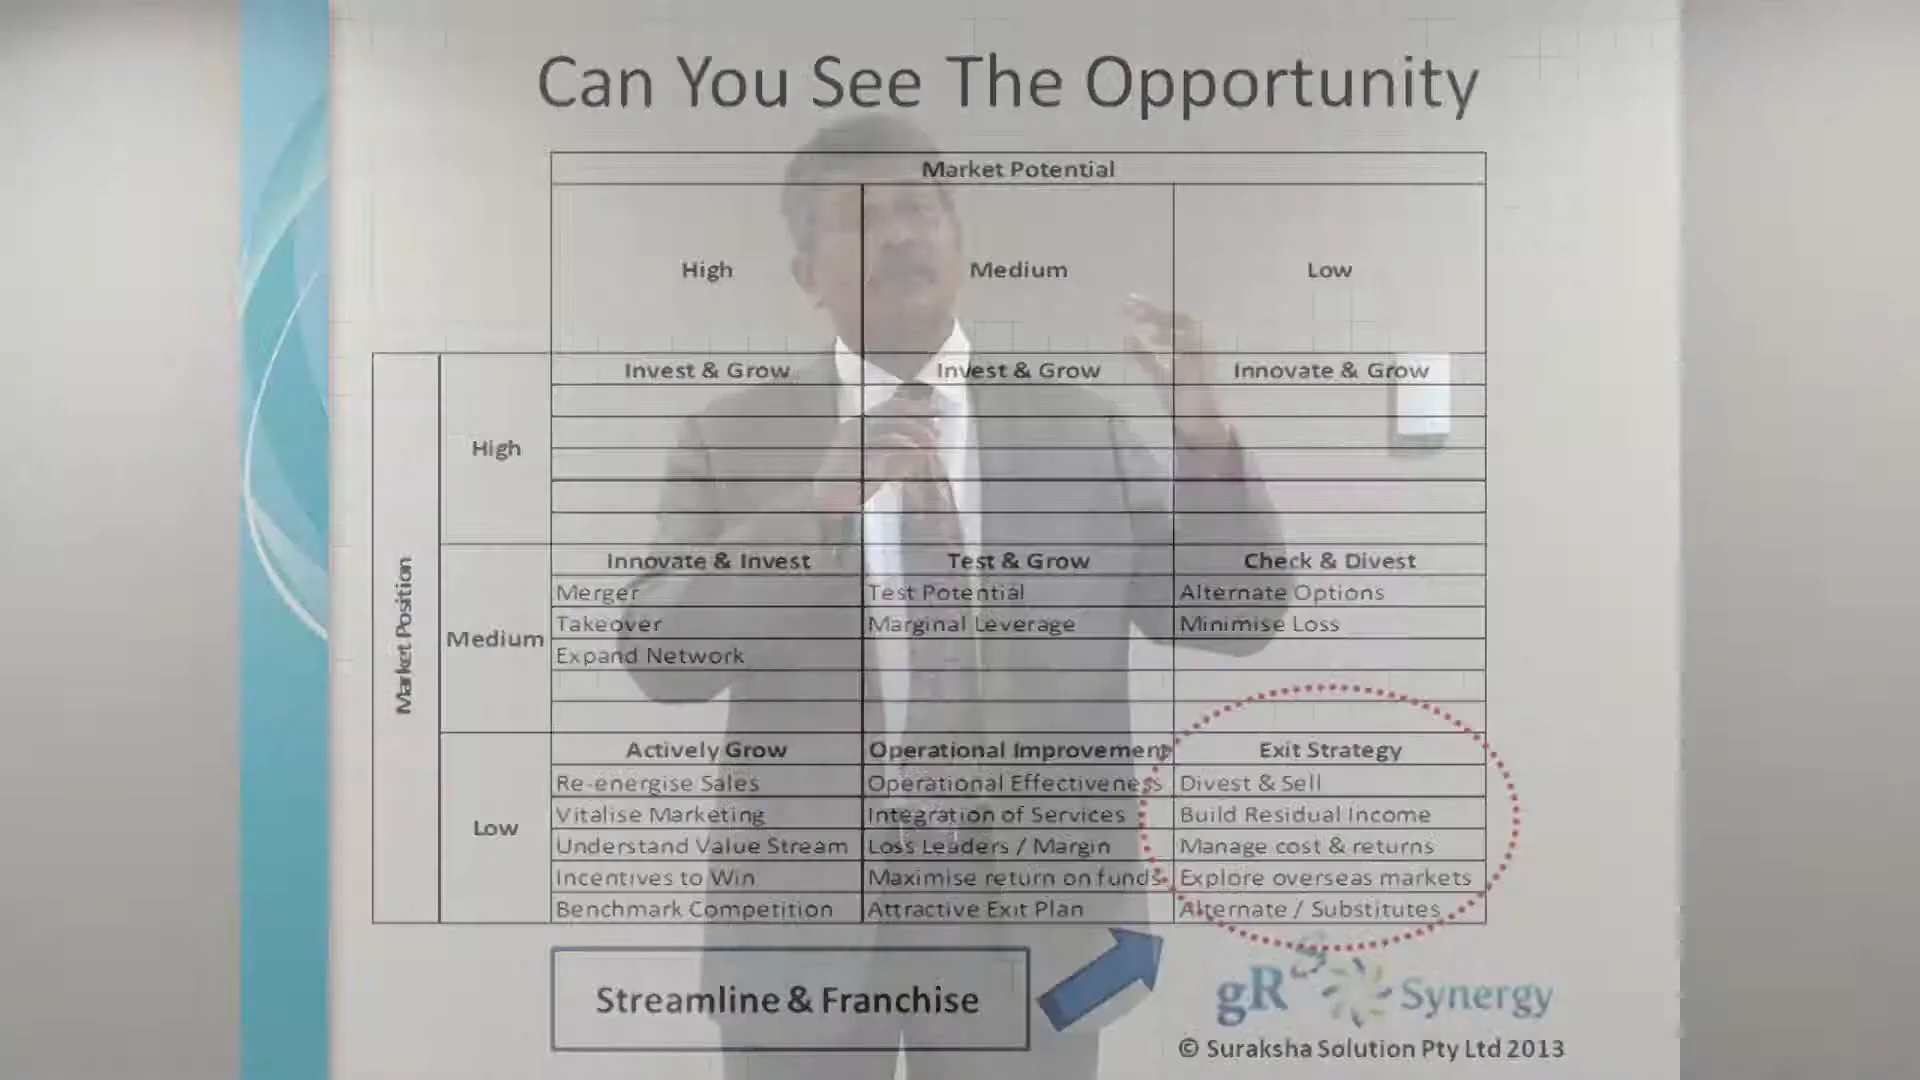 Can You See The Opportunity
Market Potential
High Medium Low
Market Position
High
Invest & Grow Invest & Grow Innovate & Grow
Medium
Innovate & Invest Test & Grow Check & Divest
Merger Test Potential Alternate Options
Takeover Marginal Leverage Minimise Loss
Expand Network
Low
Actively Grow Operational Improvement Exit Strategy
Re-energise Sales Operational Effectiveness Divest & Sell
Vitalise Marketing Integration of Services Build Residual Income
Understand Value Stream Loss Leaders / Margin Manage cost & returns
Incentives to Win Maximise return on funds Explore overseas markets
Benchmark Competition Attractive Exit Plan Alternate / Substitutes
Streamline & Franchise
gR Synergy
© Suraksha Solution Pty Ltd 2013